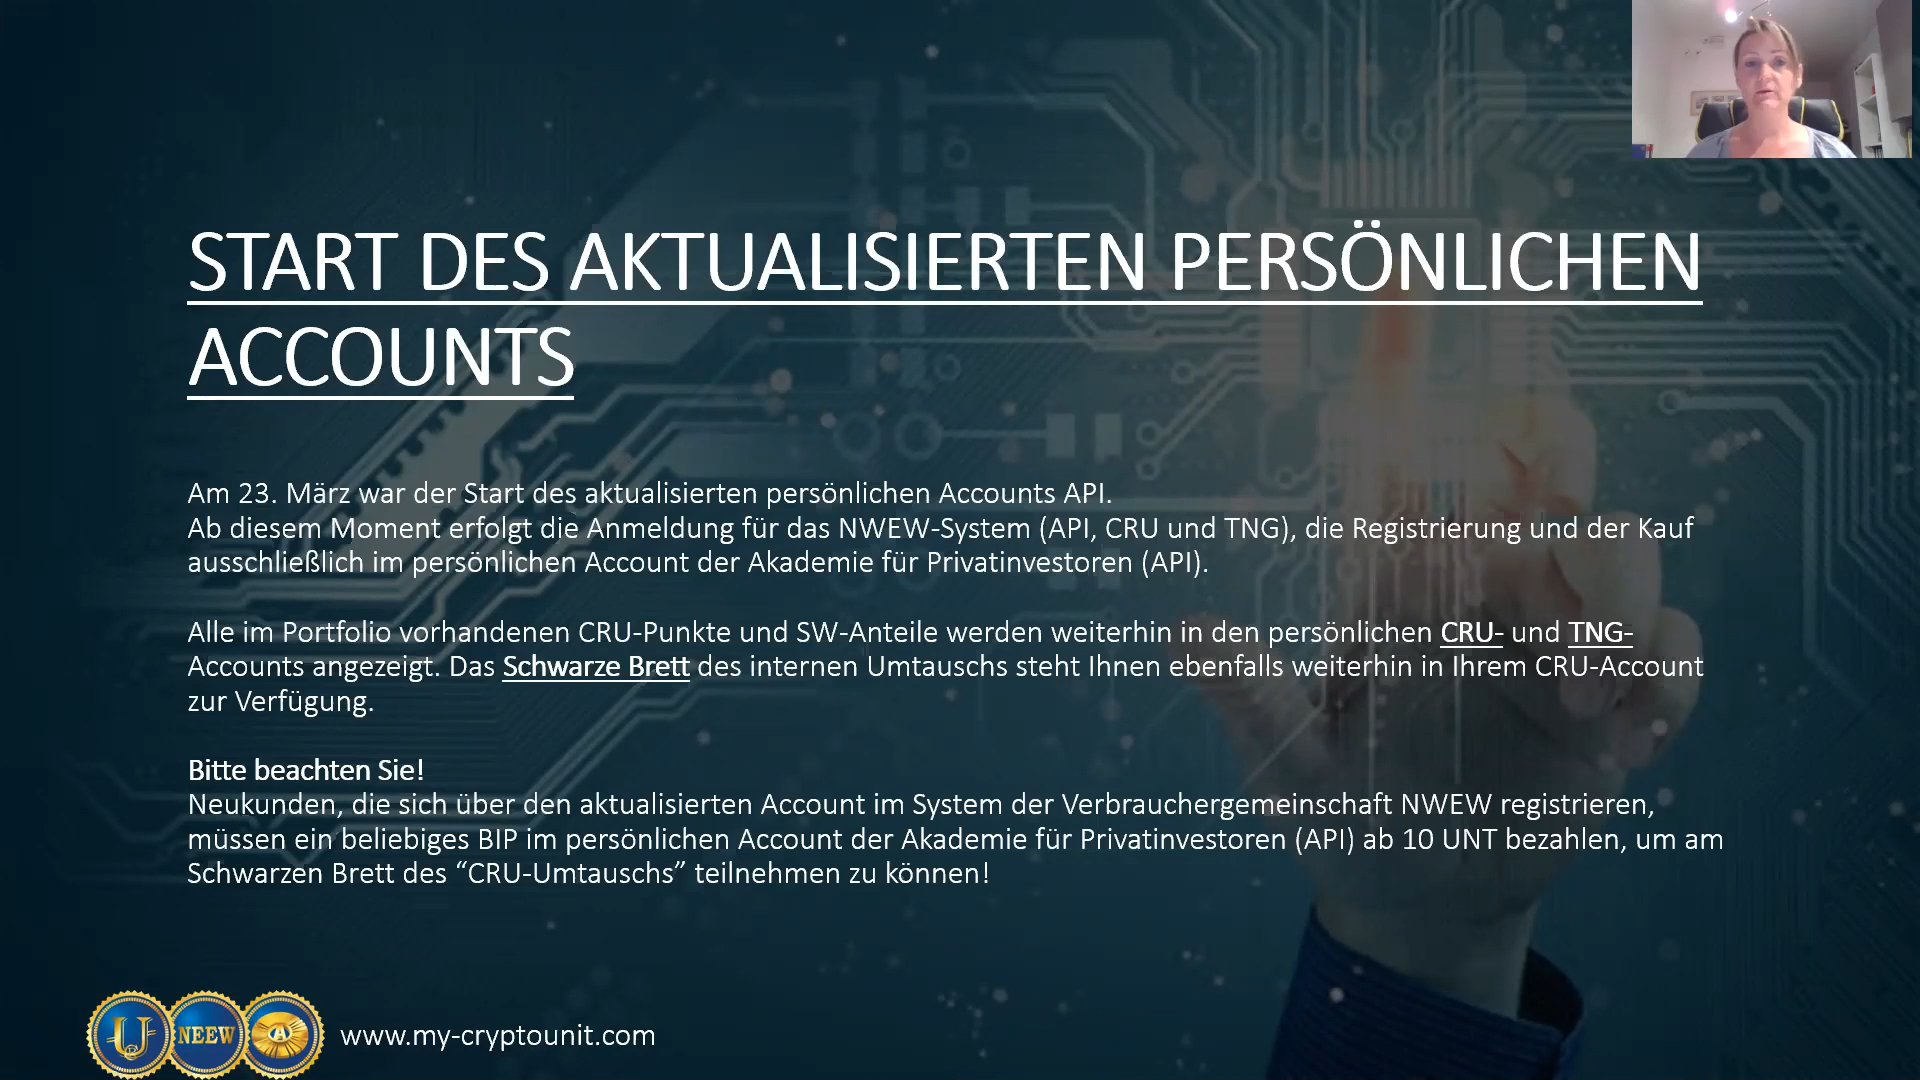 START DES AKTUALISIERTEN PERSÖNLICHEN
ACCOUNTS
Am 23. März war der Start des aktualisierten persönlichen Accounts API.
Ab diesem Moment erfolgt die Anmeldung für das NWEW-System (API, CRU und TNG), die Registrierung und der Kauf
ausschließlich im persönlichen Account der Akademie für Privatinvestoren (API).
Alle im Portfolio vorhandenen CRU-Punkte und SW-Anteile werden weiterhin in den persönlichen CRU- und TNG-
Accounts angezeigt. Das Schwarze Brett des internen Umtauschs steht Ihnen ebenfalls weiterhin in Ihrem CRU-Account
zur Verfügung.
Bitte beachten Sie!
Neukunden, die sich über den aktualisierten Account im System der Verbrauchergemeinschaft NWEW registrieren,
müssen ein beliebiges BIP im persönlichen Account der Akademie für Privatinvestoren (API) ab 10 UNT bezahlen, um am
Schwarzen Brett des “CRU-Umtauschs” teilnehmen zu können!
NEEW
A
www.my-cryptounit.com